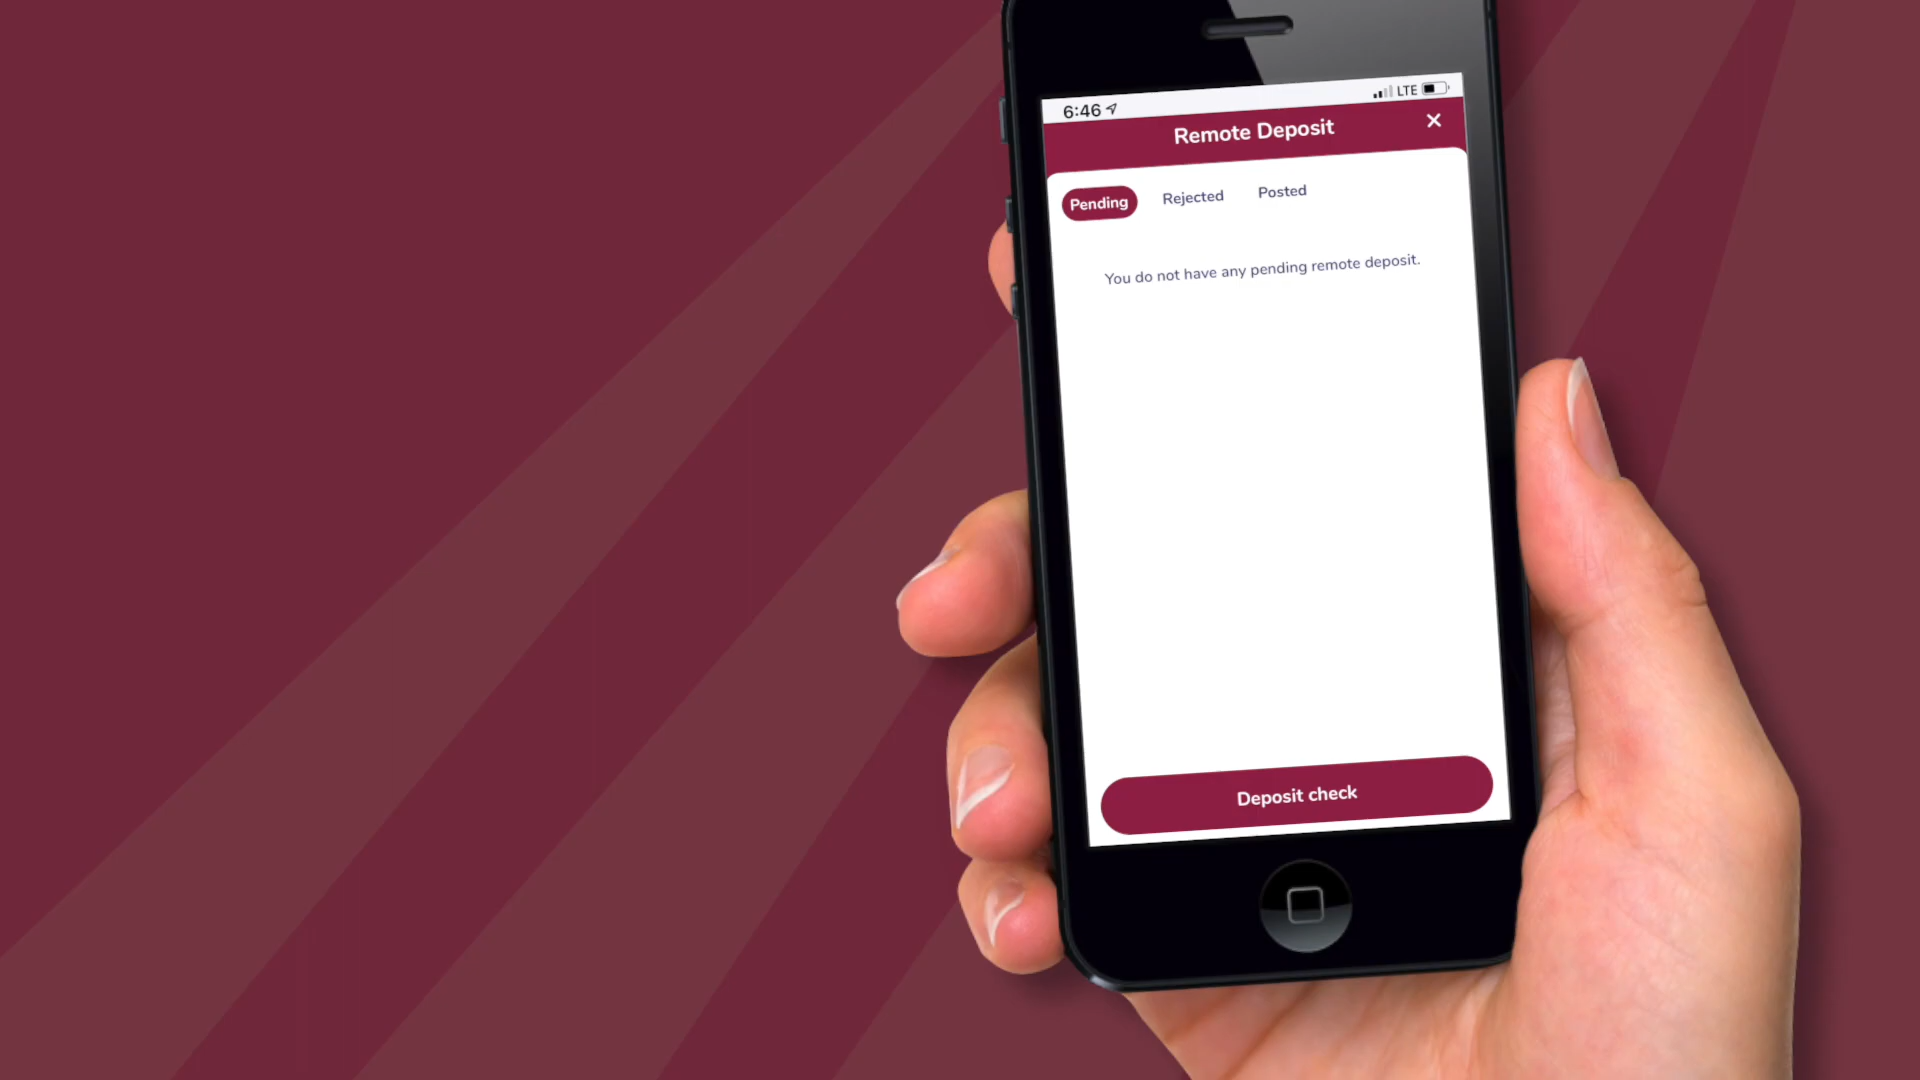 6:46
LTE
Remote Deposit
Pending Rejected Posted
You do not have any pending remote deposit.
Deposit check